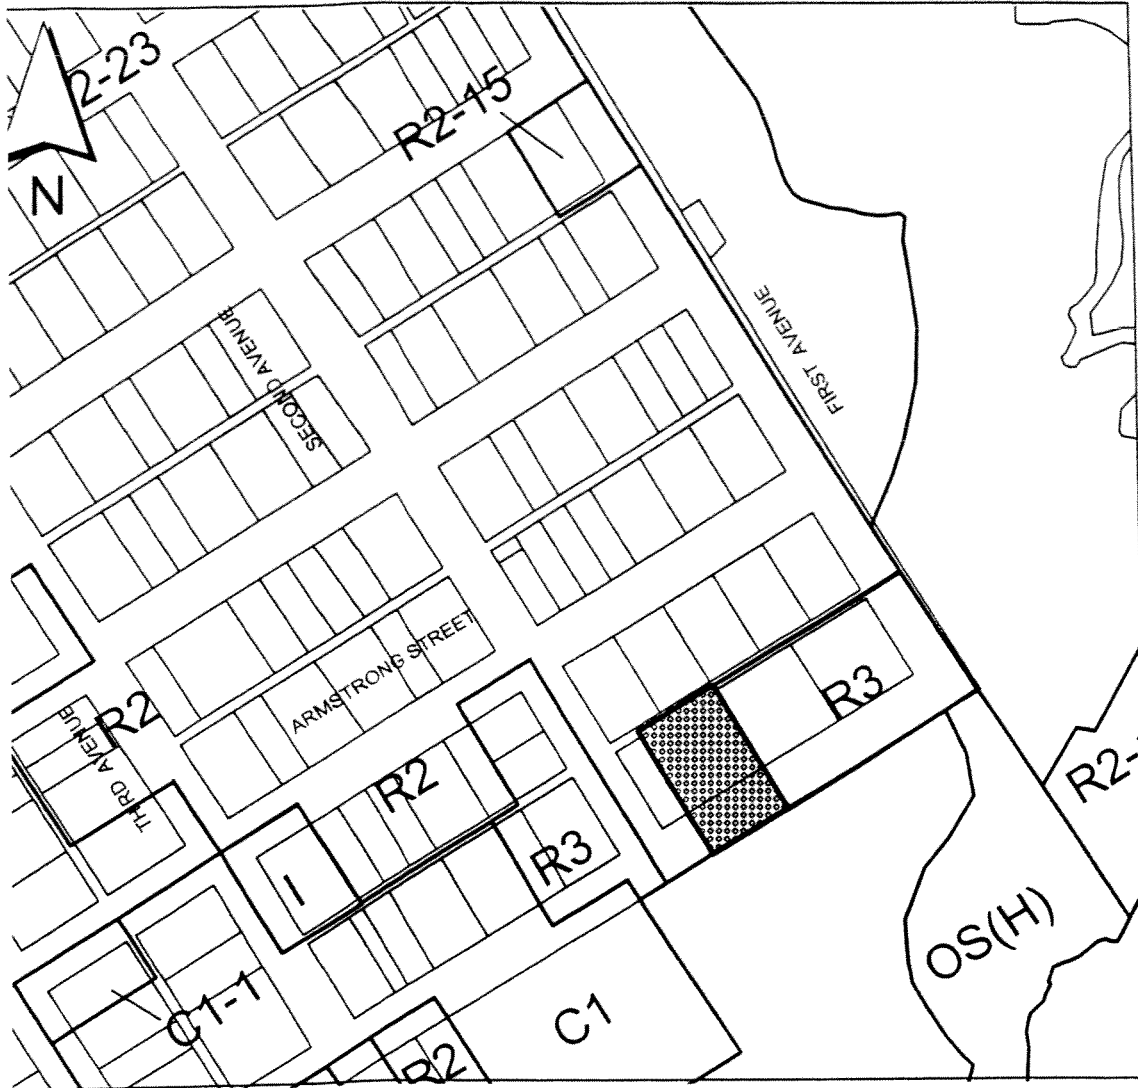 2-23
R2-15
N
FIRST AVENUE
SECOND AVENUE
ARMSTRONG STREET
THIRD AVENUE
R2
R2
R3
R3
R2-
I
OS(H)
C1-1
C1
R2